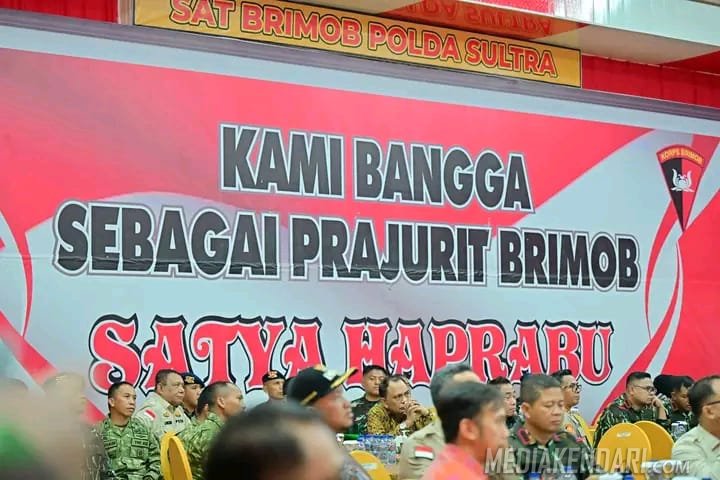 SAT BRIMOB POLDA SULTRA
KAMI BANGGA
SEBAGAI PRAJURIT BRIMOB
SATYA HAPRABU
KORPS BRIMOB
MEDIAKENDARI.COM